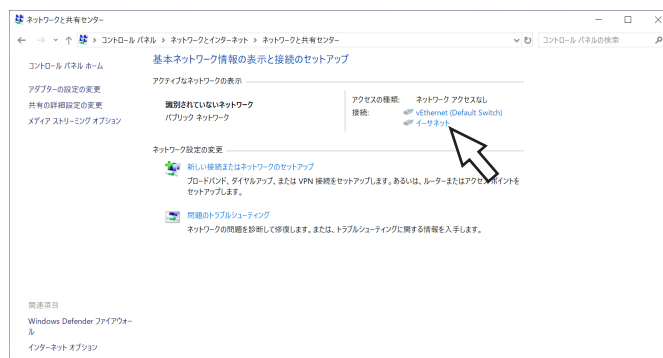 ネットワークと共有センター
コントロール パネル > ネットワークとインターネット > ネットワークと共有センター
コントロール パネルの検索
コントロール パネル ホーム
アダプターの設定の変更
共有の詳細設定の変更
メディア ストリーミング オプション
基本ネットワーク情報の表示と接続のセットアップ
アクティブなネットワークの表示
識別されていないネットワーク
パブリック ネットワーク
アクセスの種類: ネットワーク アクセスなし
接続: vEthernet (Default Switch)
イーサネット
ネットワーク設定の変更
新しい接続またはネットワークのセットアップ
ブロードバンド、ダイヤルアップ、または VPN 接続をセットアップします。あるいは、ルーターまたはアクセス ポイントを
セットアップします。
問題のトラブルシューティング
ネットワークの問題を診断して修復します。または、トラブルシューティングに関する情報を入手します。
関連項目
Windows Defender ファイアウォー
ル
インターネット オプション